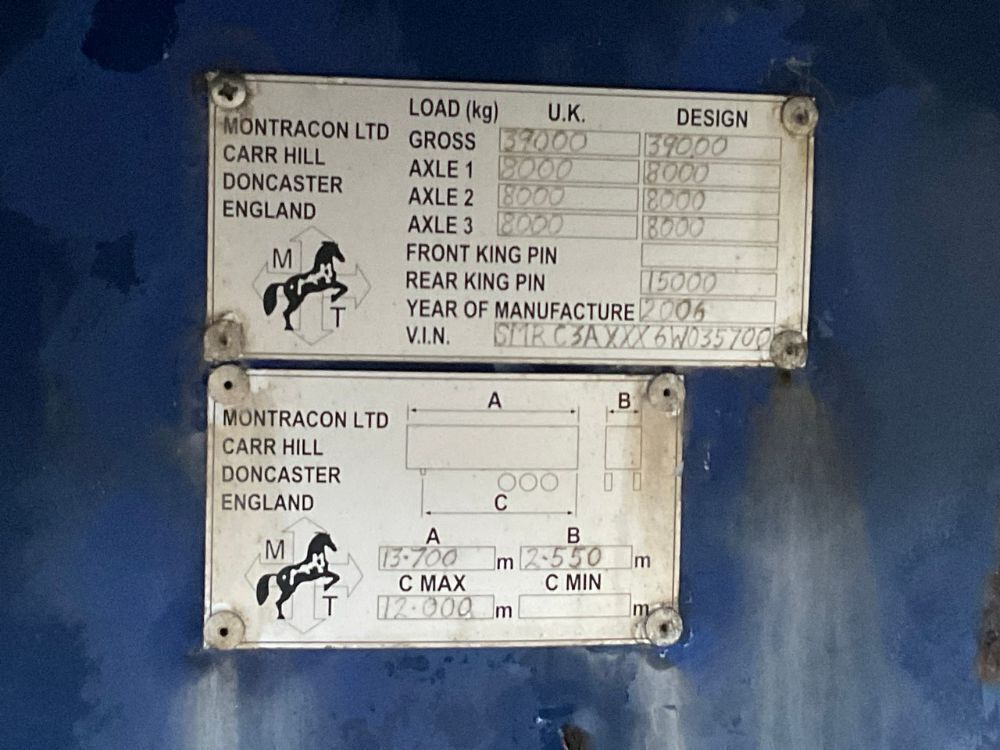 MONTRACON LTD
CARR HILL
DONCASTER
ENGLAND
M
T
LOAD (kg) U.K. DESIGN
GROSS 39000 39000
AXLE 1 8000 8000
AXLE 2 8000 8000
AXLE 3 8000 8000
FRONT KING PIN
REAR KING PIN 15000
YEAR OF MANUFACTURE 2006
V.I.N. SMRC3AXXX6W035700
MONTRACON LTD
CARR HILL
DONCASTER
ENGLAND
M
T
A B
C
A B
13.700 m 2.550 m
C MAX C MIN
12.000 m m